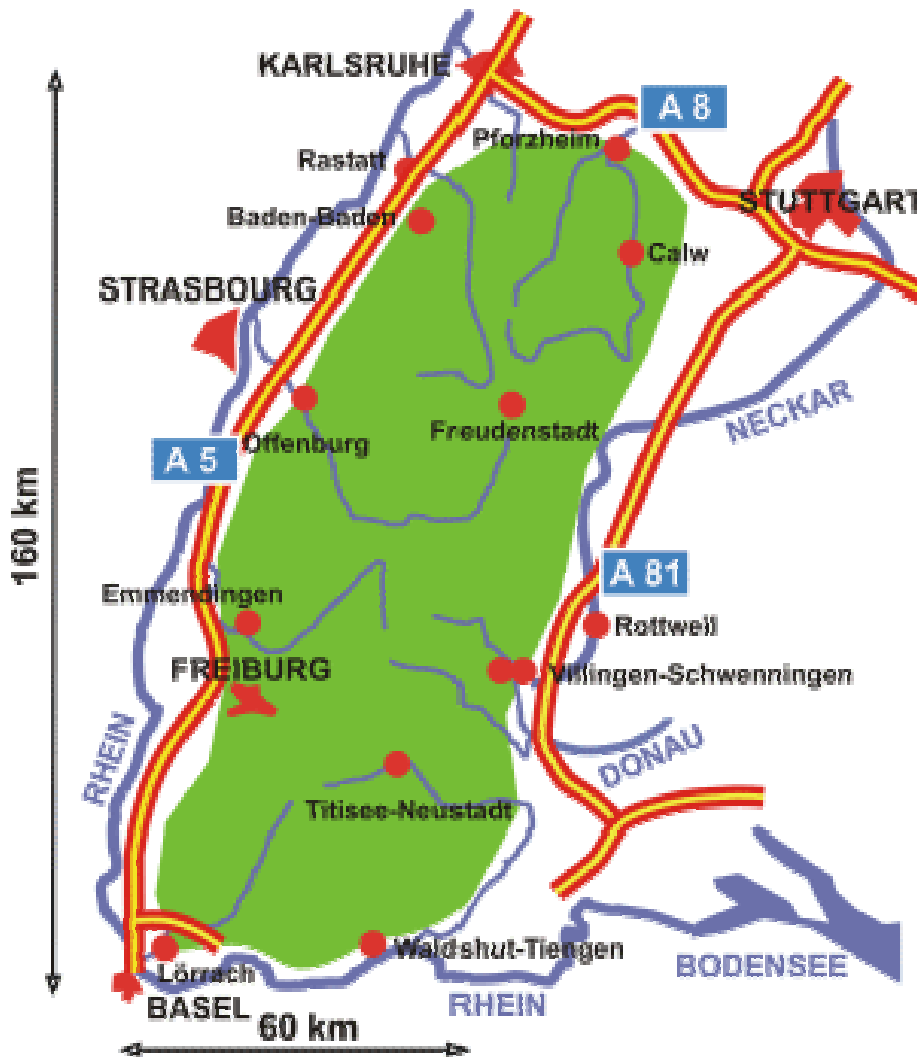 KARLSRUHE
A 8
Pforzheim
Rastatt
STUTTGART
Baden-Baden
Calw
STRASBOURG
NECKAR
Offenburg
Freudenstadt
A 5
160 km
A 81
Emmendingen
Rottweil
FREIBURG
Villingen-Schwenningen
RHEIN
DONAU
Titisee-Neustadt
Waldshut-Tiengen
BODENSEE
Lörrach
RHEIN
BASEL
60 km